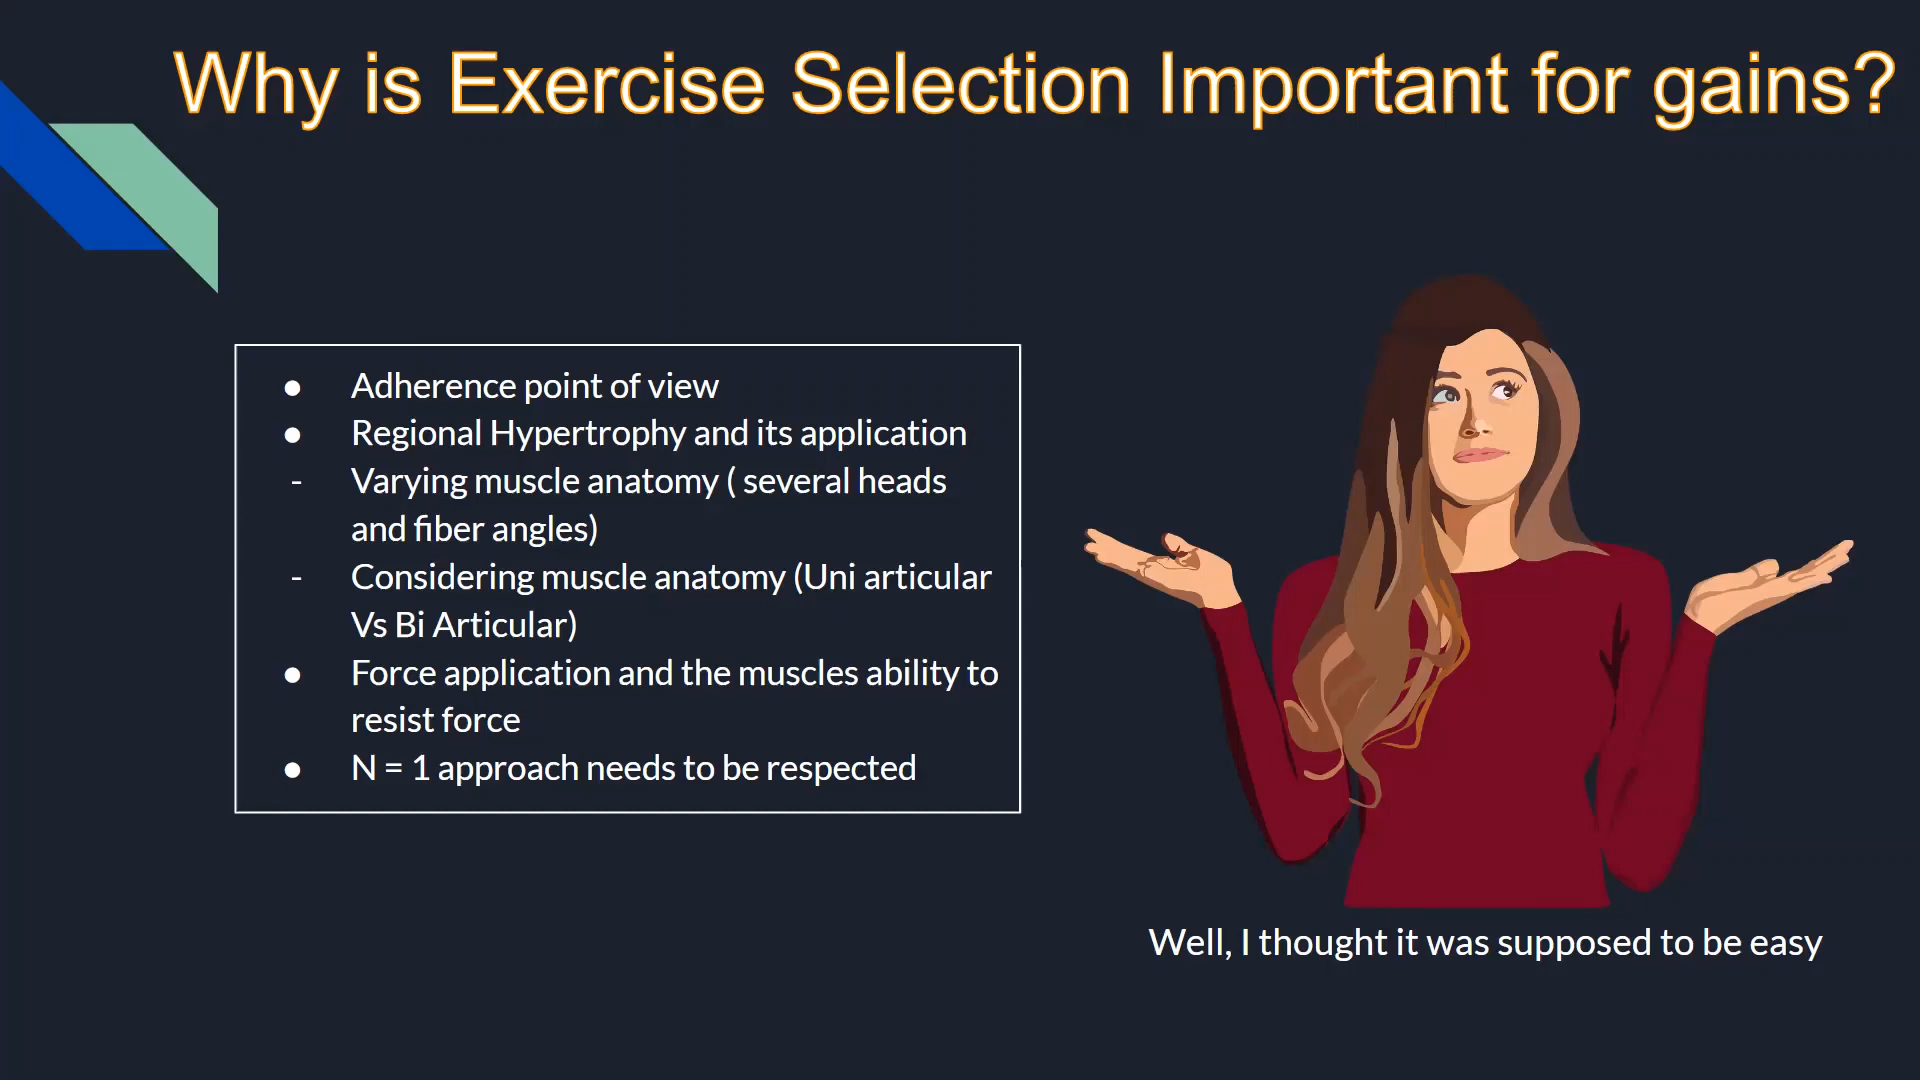 Why is Exercise Selection Important for gains?
● Adherence point of view
● Regional Hypertrophy and its application
- Varying muscle anatomy ( several heads
and fiber angles)
- Considering muscle anatomy (Uni articular
Vs Bi Articular)
● Force application and the muscles ability to
resist force
● N = 1 approach needs to be respected
Well, I thought it was supposed to be easy